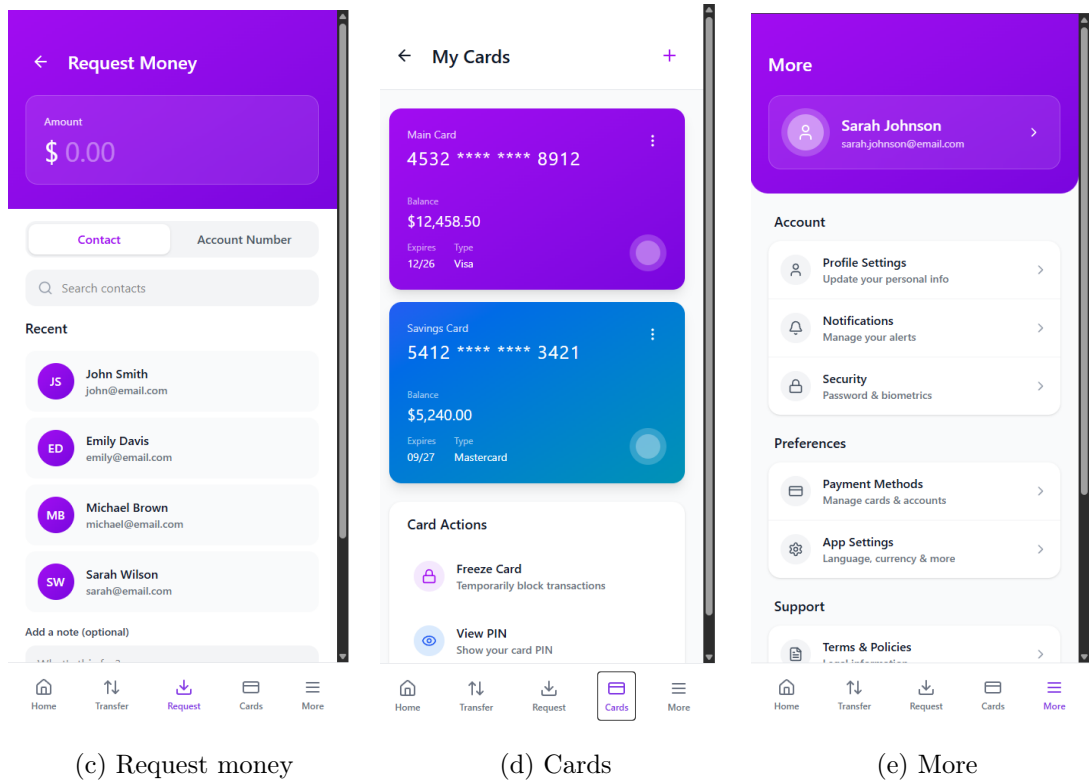 Request Money
Amount
$ 0.00
Contact
Account Number
Search contacts
Recent
JS
John Smith
john@email.com
ED
Emily Davis
emily@email.com
MB
Michael Brown
michael@email.com
SW
Sarah Wilson
sarah@email.com
Add a note (optional)
What's this for?
Home
Transfer
Request
Cards
More
(c) Request money
My Cards
Main Card
4532 **** **** 8912
Balance
$12,458.50
Expires Type
12/26 Visa
Savings Card
5412 **** **** 3421
Balance
$5,240.00
Expires Type
09/27 Mastercard
Card Actions
Freeze Card
Temporarily block transactions
View PIN
Show your card PIN
Home
Transfer
Request
Cards
More
(d) Cards
More
Sarah Johnson
sarah.johnson@email.com
Account
Profile Settings
Update your personal info
Notifications
Manage your alerts
Security
Password & biometrics
Preferences
Payment Methods
Manage cards & accounts
App Settings
Language, currency & more
Support
Terms & Policies
Legal information
Home
Transfer
Request
Cards
More
(e) More